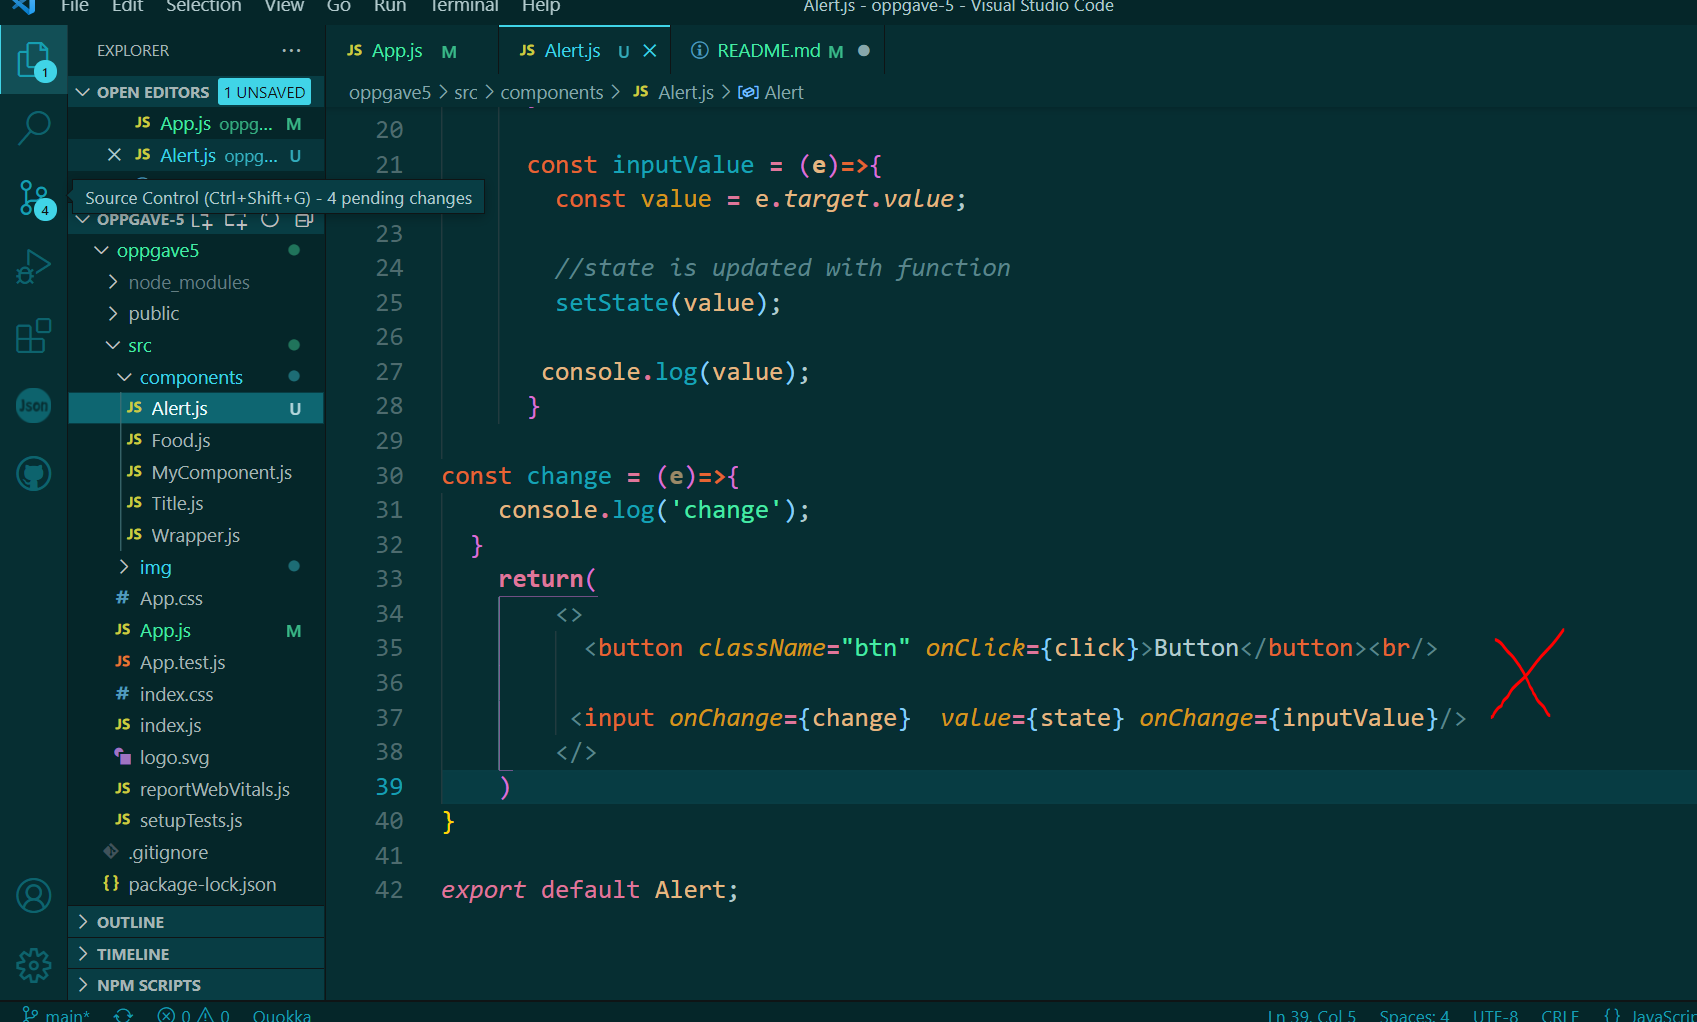 File Edit Selection View Go Run Terminal Help Alert.js - oppgave-5 - Visual Studio Code
EXPLORER ···
JS App.js M JS Alert.js U README.md M
OPEN EDITORS 1 UNSAVED
oppgave5 > src > components > JS Alert.js > Alert
JS App.js oppg... M
JS Alert.js oppg... U
Source Control (Ctrl+Shift+G) - 4 pending changes
OPPGAVE-5
1
4
Json
oppgave5
node_modules
public
src
components
JS Alert.js U
JS Food.js
JS MyComponent.js
JS Title.js
JS Wrapper.js
img
# App.css
JS App.js M
JS App.test.js
# index.css
JS index.js
logo.svg
JS reportWebVitals.js
JS setupTests.js
.gitignore
{} package-lock.json
OUTLINE
TIMELINE
NPM SCRIPTS
20
21 const inputValue = (e)=>{
const value = e.target.value;
23
24 //state is updated with function
25 setState(value);
26
27 console.log(value);
28 }
29
30 const change = (e)=>{
31 console.log('change');
32 }
33 return(
34 <>
35 <button className="btn" onClick={click}>Button</button><br/>
36
37 <input onChange={change}  value={state} onChange={inputValue}/>
38 </>
39 )
40 }
41
42 export default Alert;
main* 0 0 Quokka Ln 39, Col 5 Spaces: 4 UTF-8 CRLF {}